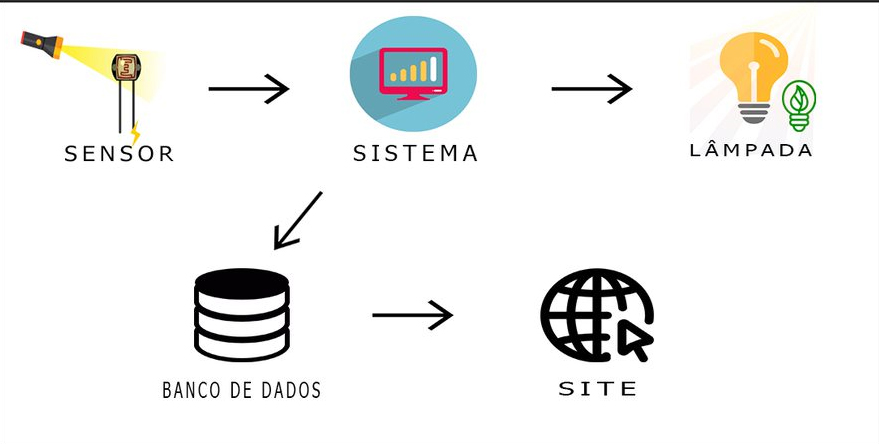 SENSOR
SISTEMA
LÂMPADA
BANCO DE DADOS
SITE